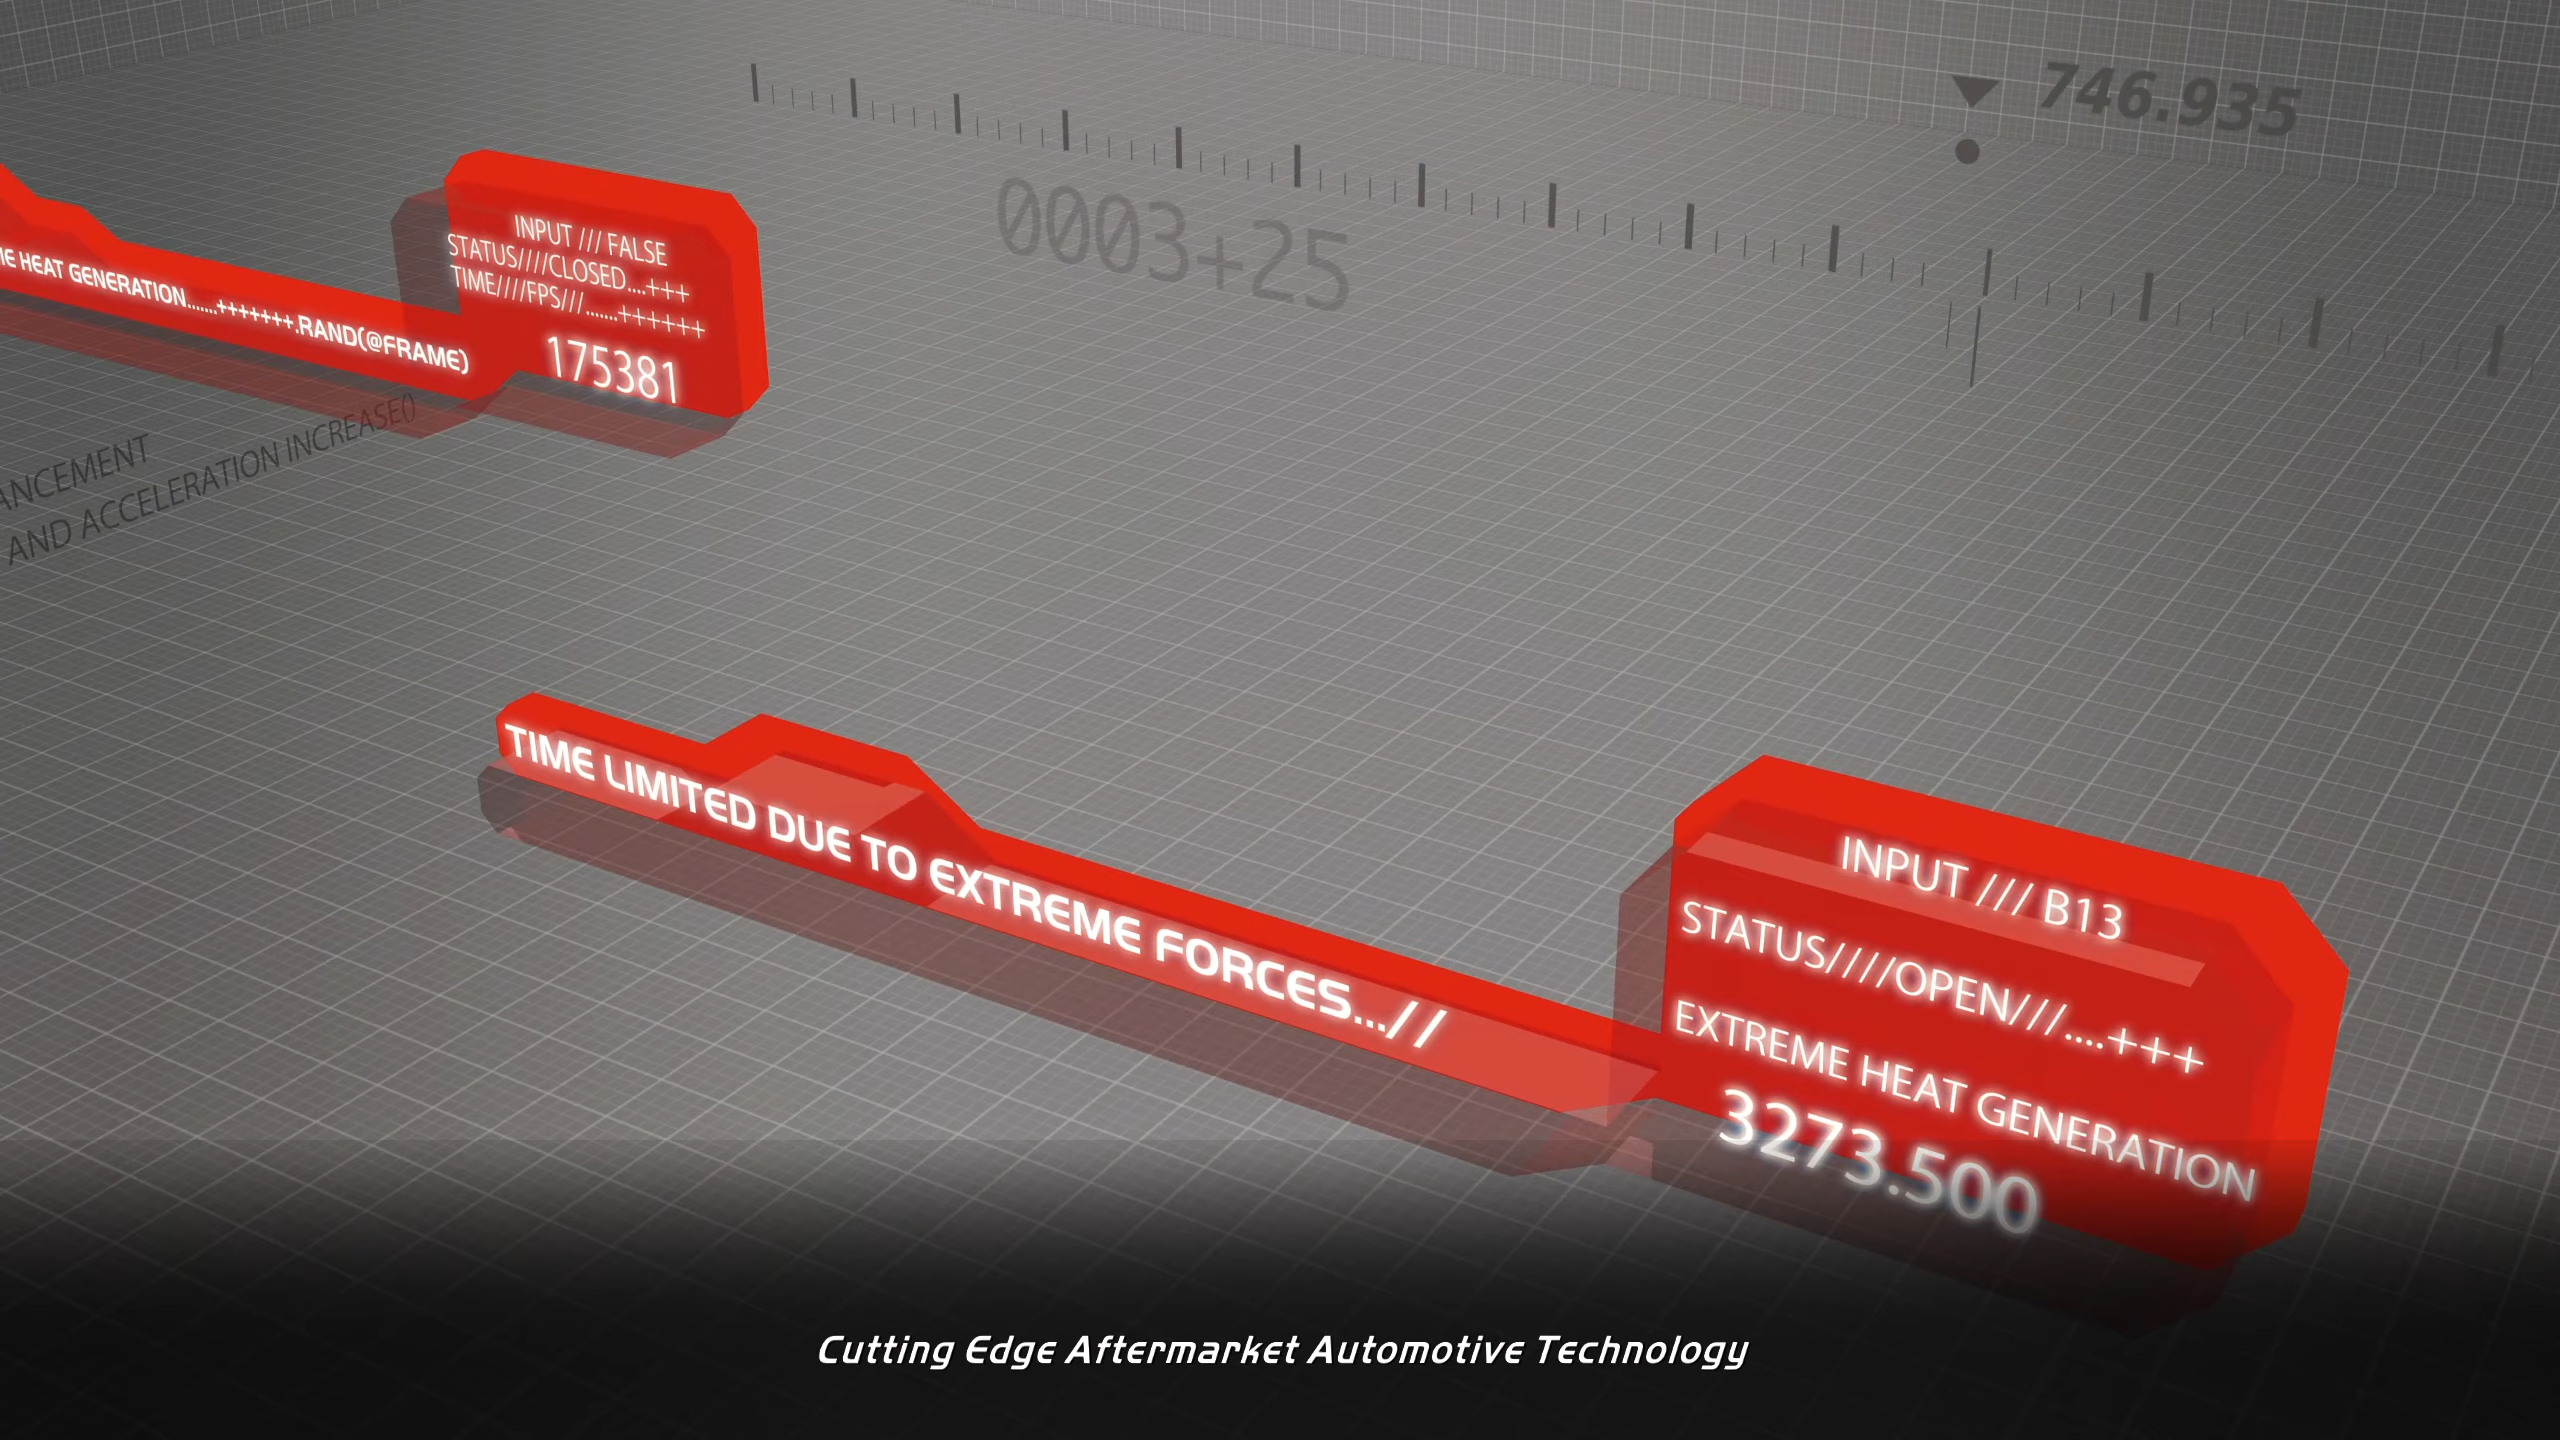 746.935
0003+25
INPUT /// FALSE
STATUS////CLOSED....+++
TIME////FPS///.......++++++
175381
HEAT GENERATION......+++++++.RAND(@FRAME)
AND ACCELERATION INCREASE()
TIME LIMITED DUE TO EXTREME FORCES...//
INPUT /// B13
STATUS////OPEN///....+++
EXTREME HEAT GENERATION
3273.500
Cutting Edge Aftermarket Automotive Technology